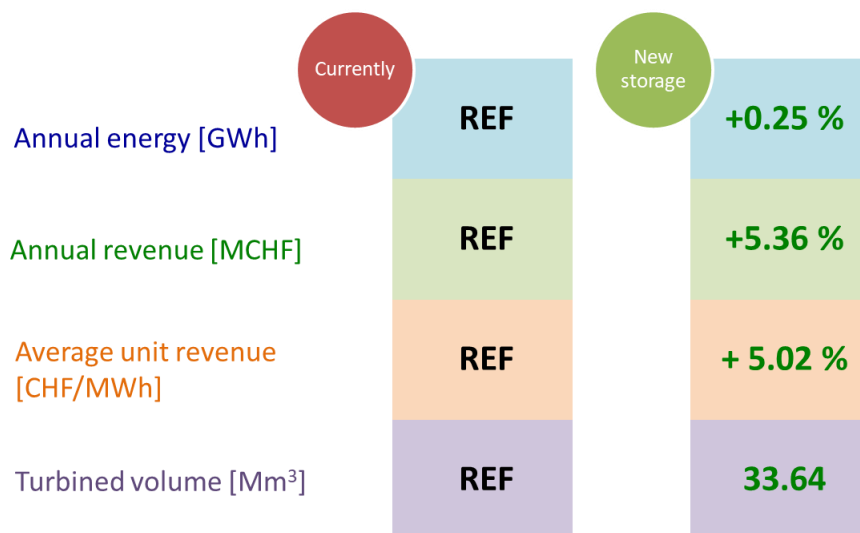 Currently
New
storage
Annual energy [GWh]
REF
+0.25 %
Annual revenue [MCHF]
REF
+5.36 %
Average unit revenue
[CHF/MWh]
REF
+ 5.02 %
Turbined volume [Mm³]
REF
33.64